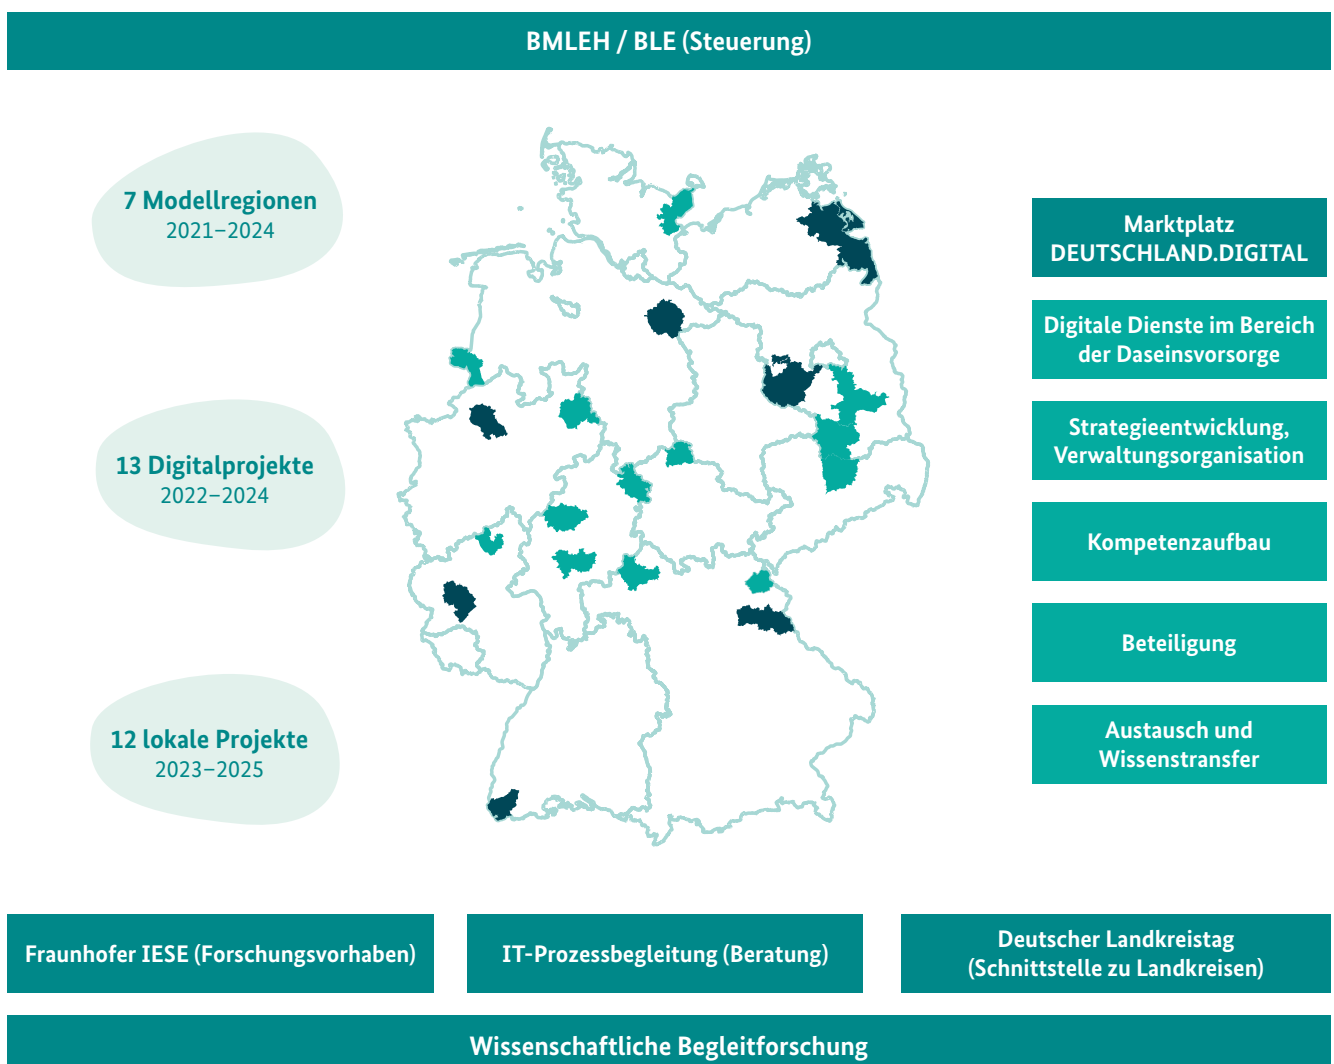 BMLEH / BLE (Steuerung)
7 Modellregionen
2021–2024
13 Digitalprojekte
2022–2024
12 lokale Projekte
2023–2025
Marktplatz
DEUTSCHLAND.DIGITAL
Digitale Dienste im Bereich
der Daseinsvorsorge
Strategieentwicklung,
Verwaltungsorganisation
Kompetenzaufbau
Beteiligung
Austausch und
Wissenstransfer
Fraunhofer IESE (Forschungsvorhaben)
IT-Prozessbegleitung (Beratung)
Deutscher Landkreistag
(Schnittstelle zu Landkreisen)
Wissenschaftliche Begleitforschung